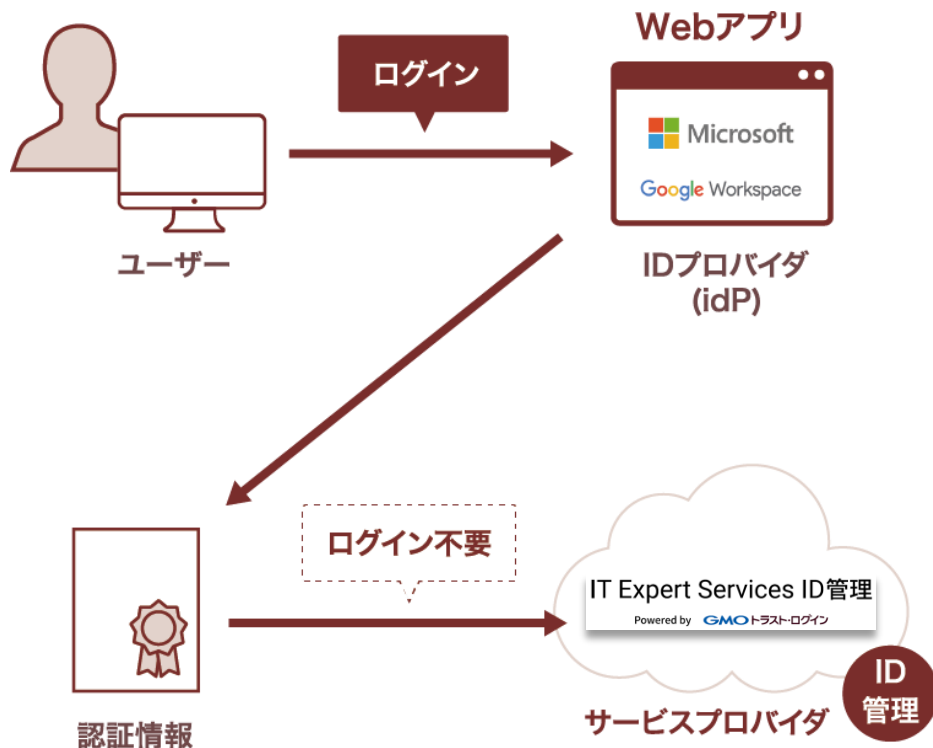 Webアプリ
ログイン
Microsoft
Google Workspace
ユーザー
IDプロバイダ
(idP)
ログイン不要
IT Expert Services ID管理
Powered by GMOトラスト・ログイン
ID
管理
サービスプロバイダ
認証情報